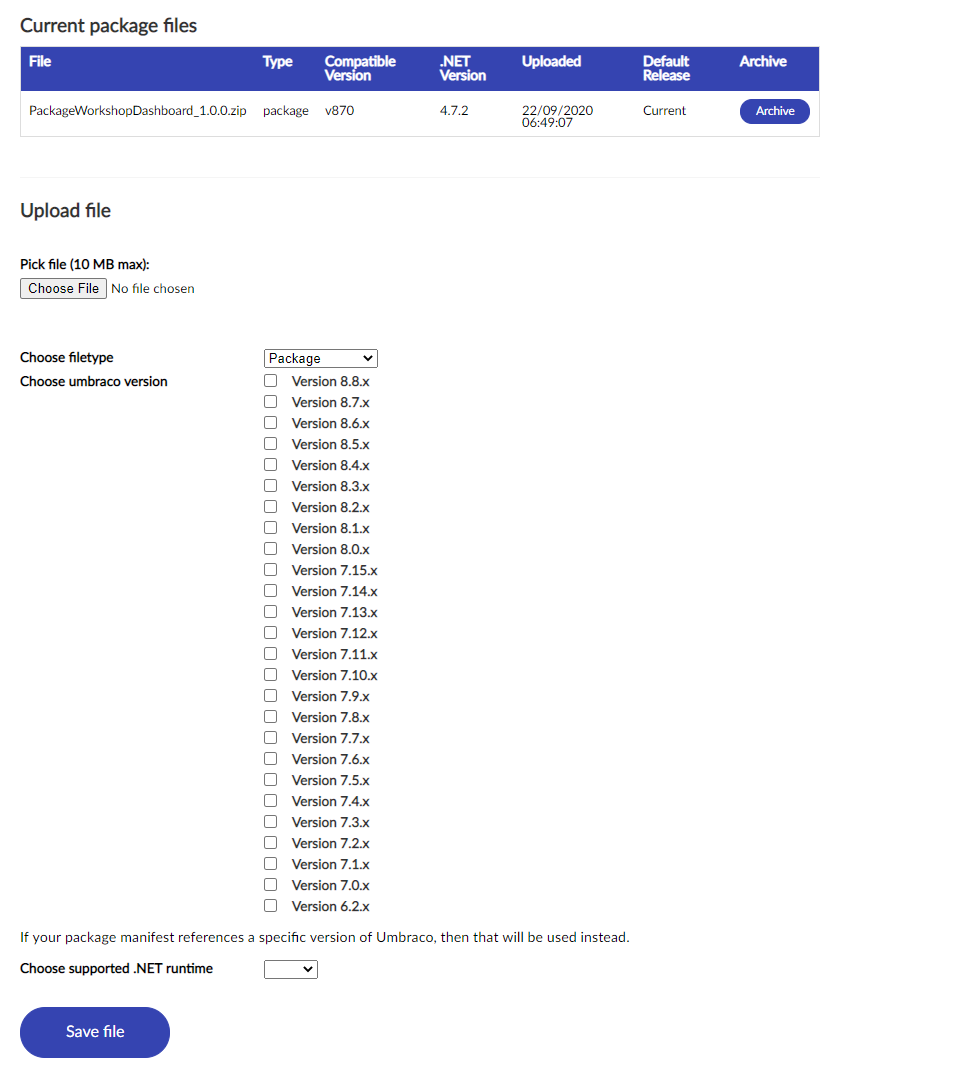 Current package files
File Type Compatible Version .NET Version Uploaded Default Release Archive
PackageWorkshopDashboard_1.0.0.zip package v870 4.7.2 22/09/2020 06:49:07 Current Archive
Upload file
Pick file (10 MB max):
Choose File No file chosen
Choose filetype Package
Choose umbraco version Version 8.8.x
Version 8.7.x
Version 8.6.x
Version 8.5.x
Version 8.4.x
Version 8.3.x
Version 8.2.x
Version 8.1.x
Version 8.0.x
Version 7.15.x
Version 7.14.x
Version 7.13.x
Version 7.12.x
Version 7.11.x
Version 7.10.x
Version 7.9.x
Version 7.8.x
Version 7.7.x
Version 7.6.x
Version 7.5.x
Version 7.4.x
Version 7.3.x
Version 7.2.x
Version 7.1.x
Version 7.0.x
Version 6.2.x
If your package manifest references a specific version of Umbraco, then that will be used instead.
Choose supported .NET runtime
Save file